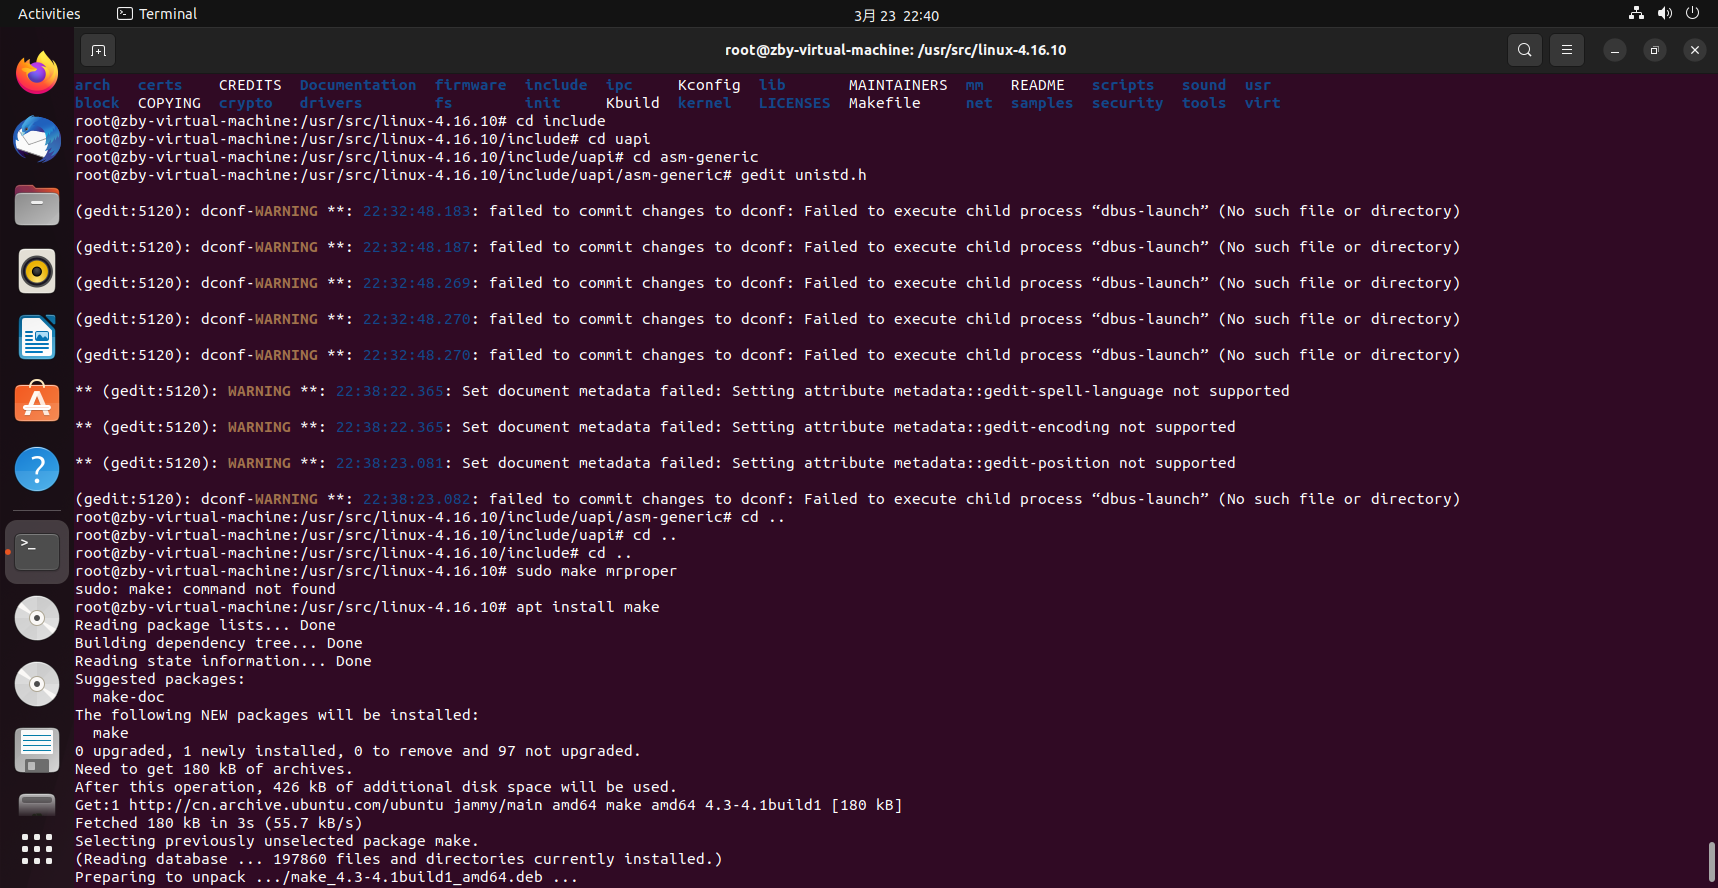 Activities Terminal 3月 23 22:40
root@zby-virtual-machine: /usr/src/linux-4.16.10
arch certs CREDITS Documentation firmware include ipc Kconfig lib MAINTAINERS mm README scripts sound usr
block COPYING crypto drivers fs init Kbuild kernel LICENSES Makefile net samples security tools virt
root@zby-virtual-machine:/usr/src/linux-4.16.10# cd include
root@zby-virtual-machine:/usr/src/linux-4.16.10/include# cd uapi
root@zby-virtual-machine:/usr/src/linux-4.16.10/include/uapi# cd asm-generic
root@zby-virtual-machine:/usr/src/linux-4.16.10/include/uapi/asm-generic# gedit unistd.h
(gedit:5120): dconf-WARNING **: 22:32:48.183: failed to commit changes to dconf: Failed to execute child process “dbus-launch” (No such file or directory)
(gedit:5120): dconf-WARNING **: 22:32:48.187: failed to commit changes to dconf: Failed to execute child process “dbus-launch” (No such file or directory)
(gedit:5120): dconf-WARNING **: 22:32:48.269: failed to commit changes to dconf: Failed to execute child process “dbus-launch” (No such file or directory)
(gedit:5120): dconf-WARNING **: 22:32:48.270: failed to commit changes to dconf: Failed to execute child process “dbus-launch” (No such file or directory)
(gedit:5120): dconf-WARNING **: 22:32:48.270: failed to commit changes to dconf: Failed to execute child process “dbus-launch” (No such file or directory)
** (gedit:5120): WARNING **: 22:38:22.365: Set document metadata failed: Setting attribute metadata::gedit-spell-language not supported
** (gedit:5120): WARNING **: 22:38:22.365: Set document metadata failed: Setting attribute metadata::gedit-encoding not supported
** (gedit:5120): WARNING **: 22:38:23.081: Set document metadata failed: Setting attribute metadata::gedit-position not supported
(gedit:5120): dconf-WARNING **: 22:38:23.082: failed to commit changes to dconf: Failed to execute child process “dbus-launch” (No such file or directory)
root@zby-virtual-machine:/usr/src/linux-4.16.10/include/uapi/asm-generic# cd ..
root@zby-virtual-machine:/usr/src/linux-4.16.10/include/uapi# cd ..
root@zby-virtual-machine:/usr/src/linux-4.16.10/include# cd ..
root@zby-virtual-machine:/usr/src/linux-4.16.10# sudo make mrproper
sudo: make: command not found
root@zby-virtual-machine:/usr/src/linux-4.16.10# apt install make
Reading package lists... Done
Building dependency tree... Done
Reading state information... Done
Suggested packages:
make-doc
The following NEW packages will be installed:
make
0 upgraded, 1 newly installed, 0 to remove and 97 not upgraded.
Need to get 180 kB of archives.
After this operation, 426 kB of additional disk space will be used.
Get:1 http://cn.archive.ubuntu.com/ubuntu jammy/main amd64 make amd64 4.3-4.1build1 [180 kB]
Fetched 180 kB in 3s (55.7 kB/s)
Selecting previously unselected package make.
(Reading database ... 197860 files and directories currently installed.)
Preparing to unpack .../make_4.3-4.1build1_amd64.deb ...